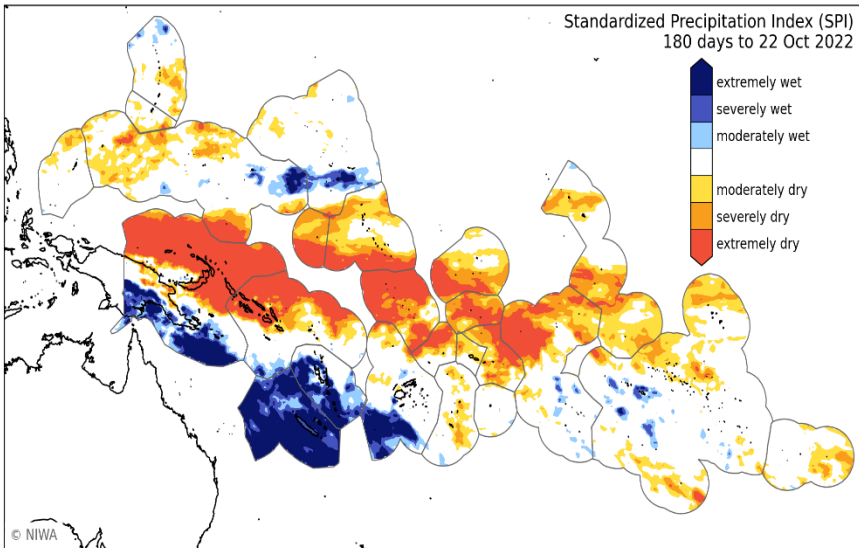 Standardized Precipitation Index (SPI)
180 days to 22 Oct 2022
extremely wet
severely wet
moderately wet
moderately dry
severely dry
extremely dry
© NIWA